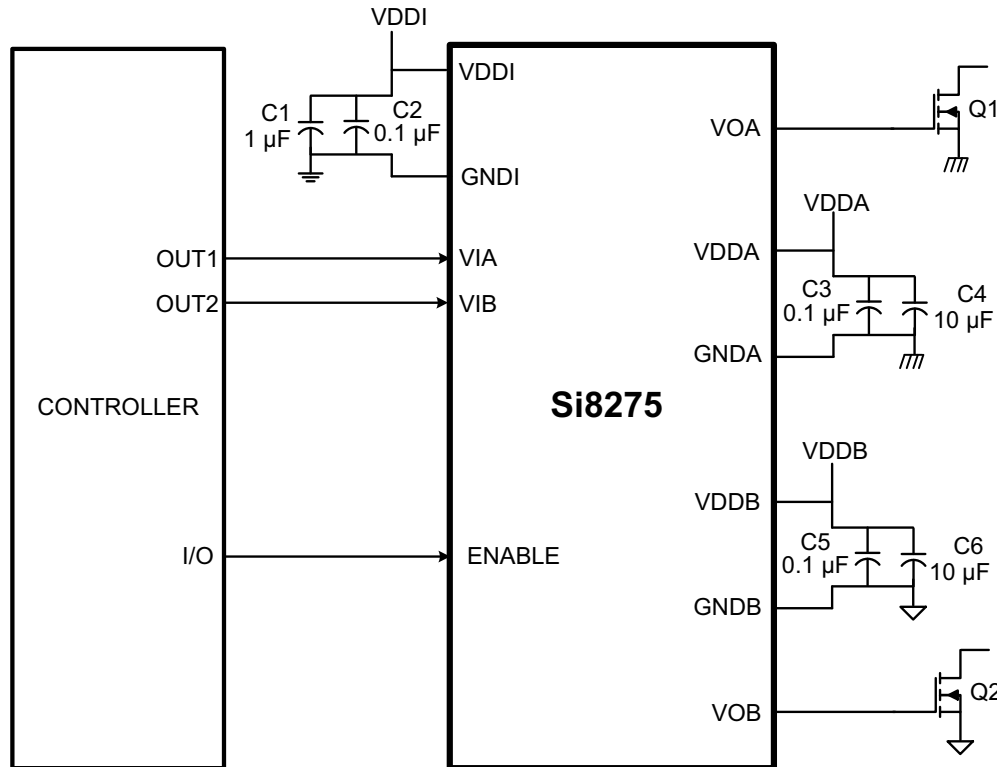 VDDI
VDDI
C1
1 µF
C2
0.1 µF
GNDI
VOA
Q1
VDDA
VDDA
C3
0.1 µF
C4
10 µF
GNDA
OUT1
VIA
OUT2
VIB
CONTROLLER
Si8275
VDDB
VDDB
C5
0.1 µF
C6
10 µF
GNDB
I/O
ENABLE
VOB
Q2